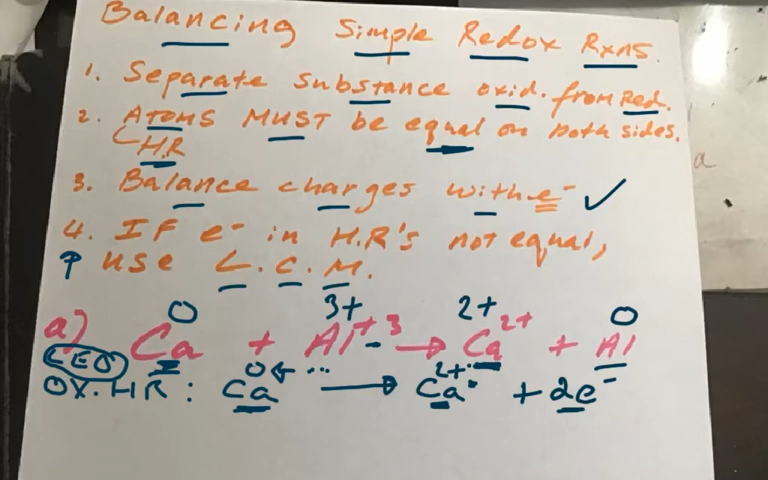 Balancing Simple Redox Rxns.
1. Separate substance oxid. from Red.
2. Atoms MUST be equal on both sides.
HR
3. Balance charges with e⁻ ✓
4. IF e⁻ in H.R's not equal,
↑ use L.C.M.
0 3+ 2+ 0
a) Ca + Al⁺³ → Ca²⁺ + Al
LEO
OX.HR: Ca⁰ → Ca²⁺ + 2e⁻
a